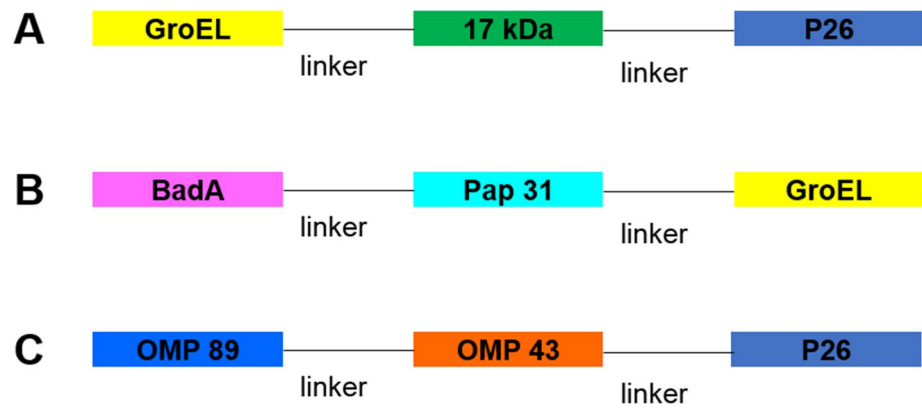 A GroEL 17 kDa P26
linker linker
B BadA Pap 31 GroEL
linker linker
C OMP 89 OMP 43 P26
linker linker